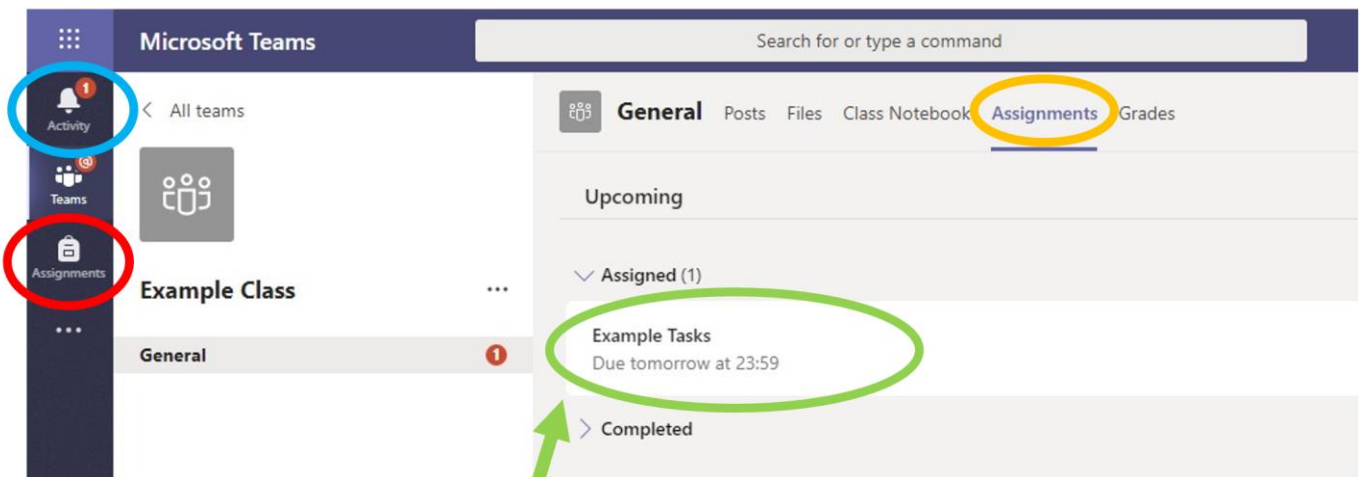 Microsoft Teams
Search for or type a command
1
Activity
@
Teams
Assignments
< All teams
Example Class
...
General
1
General Posts Files Class Notebook Assignments Grades
Upcoming
Assigned (1)
Example Tasks
Due tomorrow at 23:59
Completed